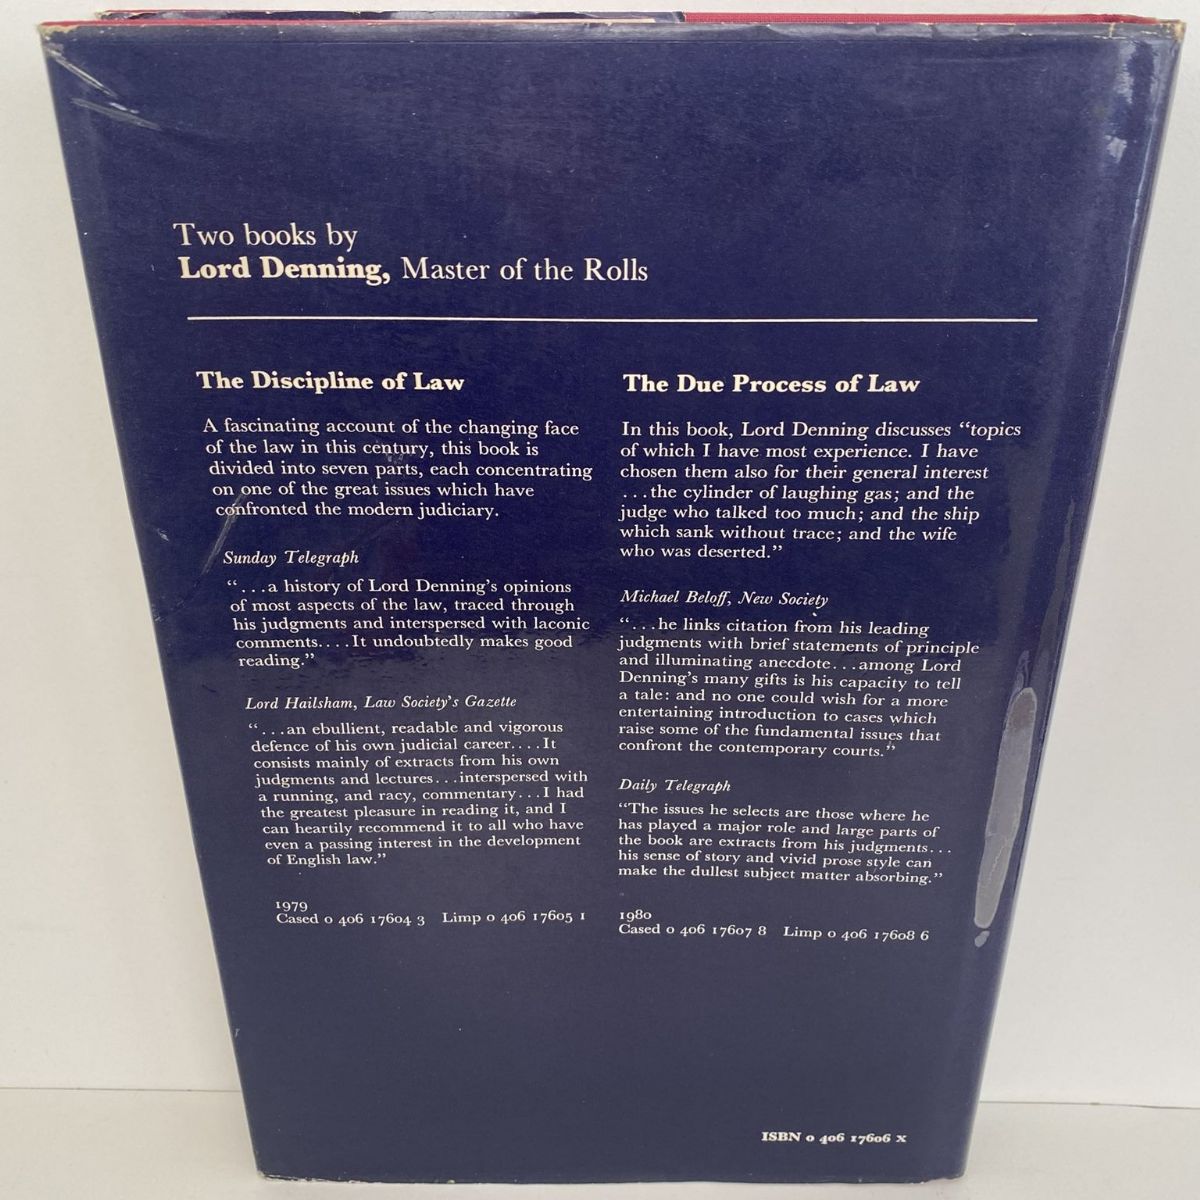 Two books by
Lord Denning, Master of the Rolls
The Discipline of Law
A fascinating account of the changing face
of the law in this century, this book is
divided into seven parts, each concentrating
on one of the great issues which have
confronted the modern judiciary.
Sunday Telegraph
“...a history of Lord Denning’s opinions
of most aspects of the law, traced through
his judgments and interspersed with laconic
comments....It undoubtedly makes good
reading.”
Lord Hailsham, Law Society’s Gazette
“...an ebullient, readable and vigorous
defence of his own judicial career....It
consists mainly of extracts from his own
judgments and lectures...interspersed with
a running, and racy, commentary...I had
the greatest pleasure in reading it, and I
can heartily recommend it to all who have
even a passing interest in the development
of English law.”
1979
Cased 0 406 17604 3 Limp 0 406 17605 1
The Due Process of Law
In this book, Lord Denning discusses “topics
of which I have most experience. I have
chosen them also for their general interest
...the cylinder of laughing gas; and the
judge who talked too much; and the ship
which sank without trace; and the wife
who was deserted.”
Michael Beloff, New Society
“...he links citation from his leading
judgments with brief statements of principle
and illuminating anecdote...among Lord
Denning’s many gifts is his capacity to tell
a tale: and no one could wish for a more
entertaining introduction to cases which
raise some of the fundamental issues that
confront the contemporary courts.”
Daily Telegraph
“The issues he selects are those where he
has played a major role and large parts of
the book are extracts from his judgments...
his sense of story and vivid prose style can
make the dullest subject matter absorbing.”
1980
Cased 0 406 17607 8 Limp 0 406 17608 6
ISBN 0 406 17606 X